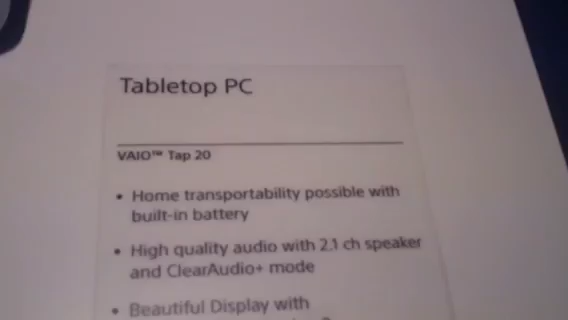 Tabletop PC
VAIO™ Tap 20
• Home transportability possible with
built-in battery
• High quality audio with 2.1 ch speaker
and ClearAudio+ mode
• Beautiful Display with